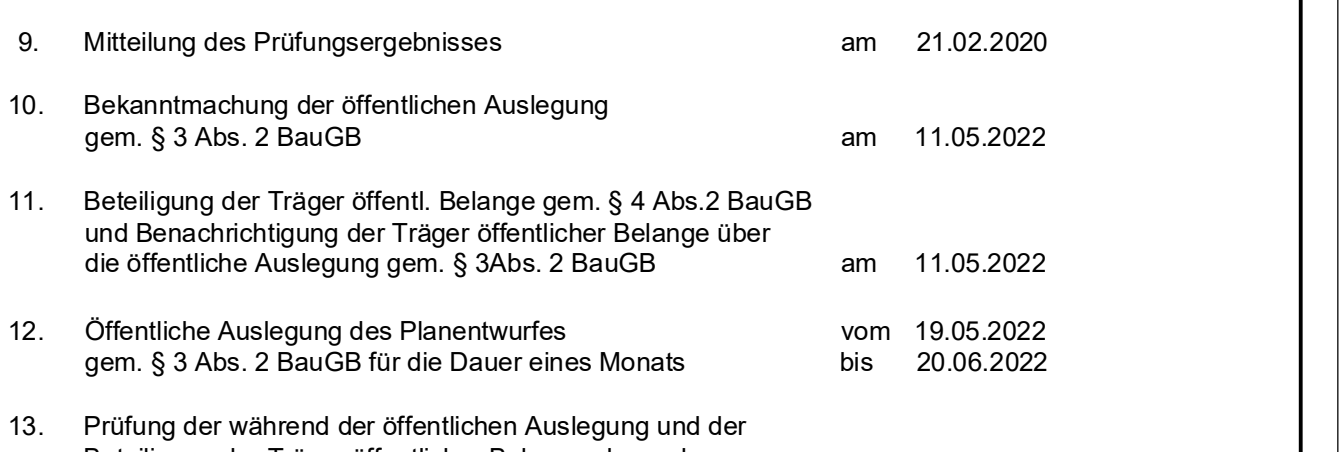 9. Mitteilung des Prüfungsergebnisses am 21.02.2020
10. Bekanntmachung der öffentlichen Auslegung
gem. § 3 Abs. 2 BauGB am 11.05.2022
11. Beteiligung der Träger öffentl. Belange gem. § 4 Abs.2 BauGB
und Benachrichtigung der Träger öffentlicher Belange über
die öffentliche Auslegung gem. § 3Abs. 2 BauGB am 11.05.2022
12. Öffentliche Auslegung des Planentwurfes vom 19.05.2022
gem. § 3 Abs. 2 BauGB für die Dauer eines Monats bis 20.06.2022
13. Prüfung der während der öffentlichen Auslegung und der